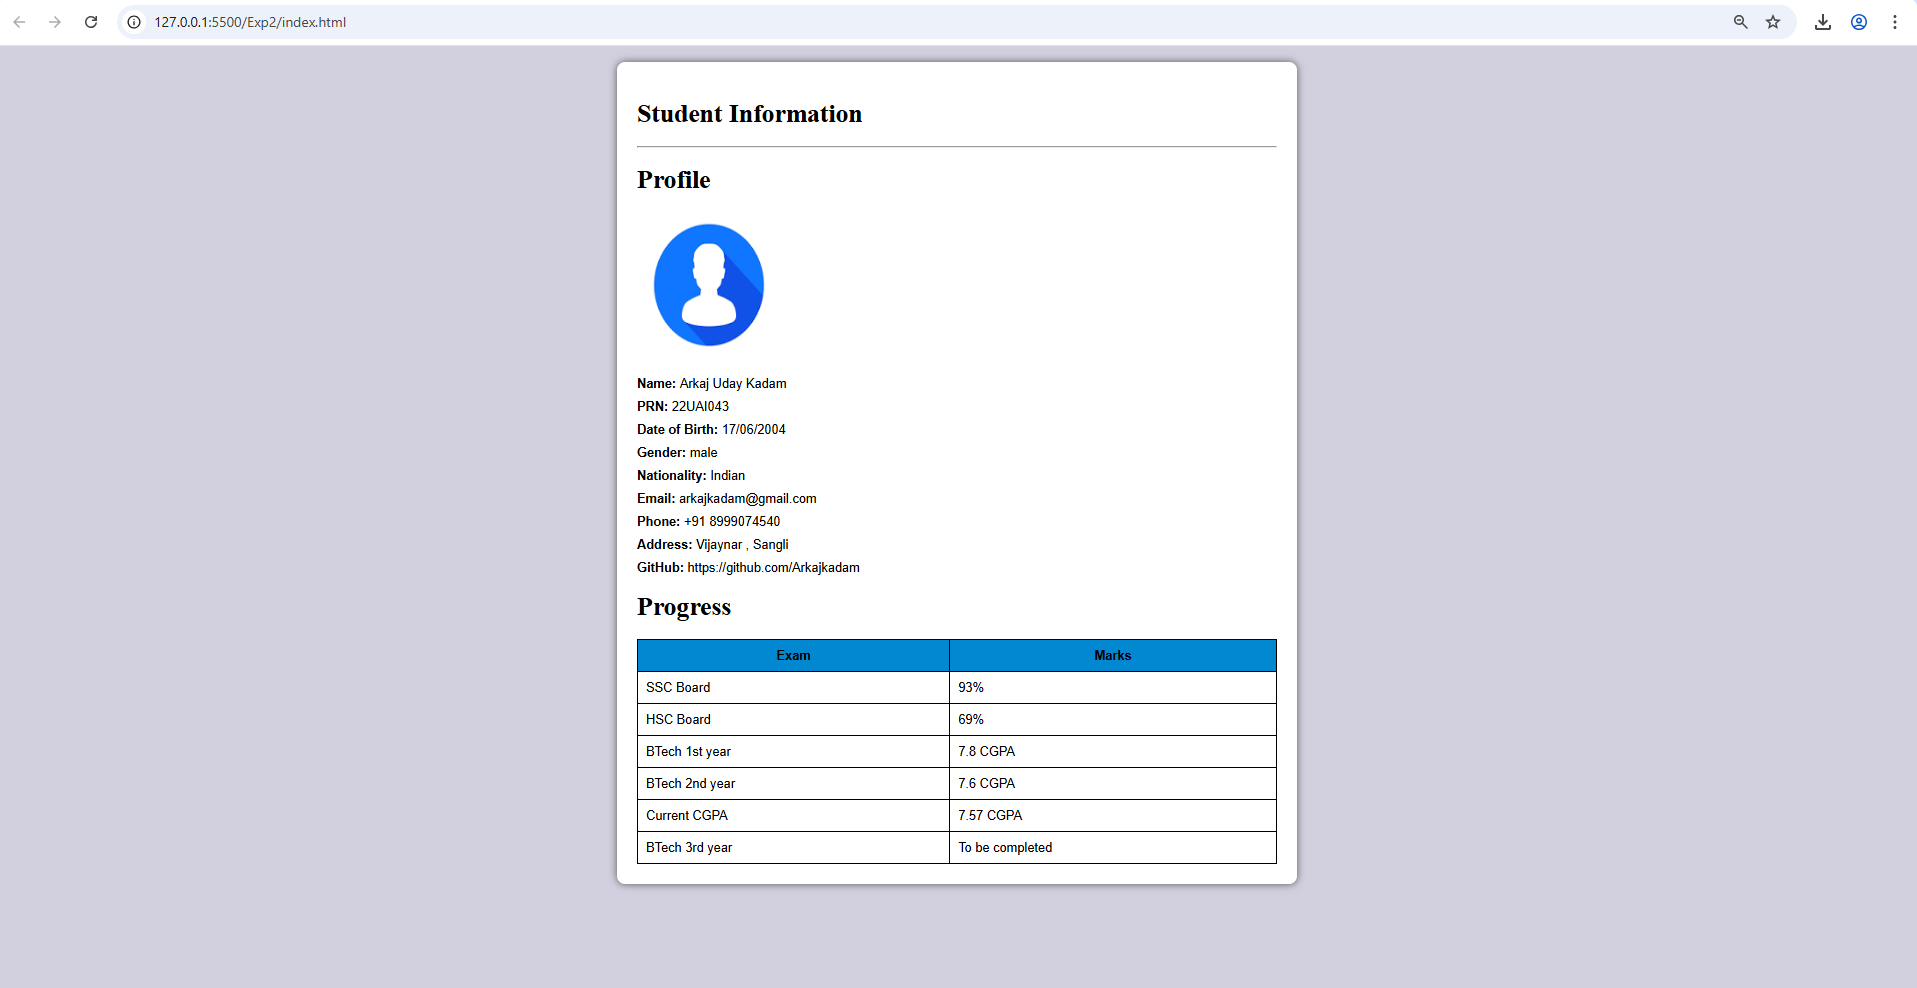 127.0.0.1:5500/Exp2/index.html
Student Information
Profile
Name: Arkaj Uday Kadam
PRN: 22UAI043
Date of Birth: 17/06/2004
Gender: male
Nationality: Indian
Email: arkajkadam@gmail.com
Phone: +91 8999074540
Address: Vijaynar , Sangli
GitHub: https://github.com/Arkajkadam
Progress
Exam Marks
SSC Board 93%
HSC Board 69%
BTech 1st year 7.8 CGPA
BTech 2nd year 7.6 CGPA
Current CGPA 7.57 CGPA
BTech 3rd year To be completed